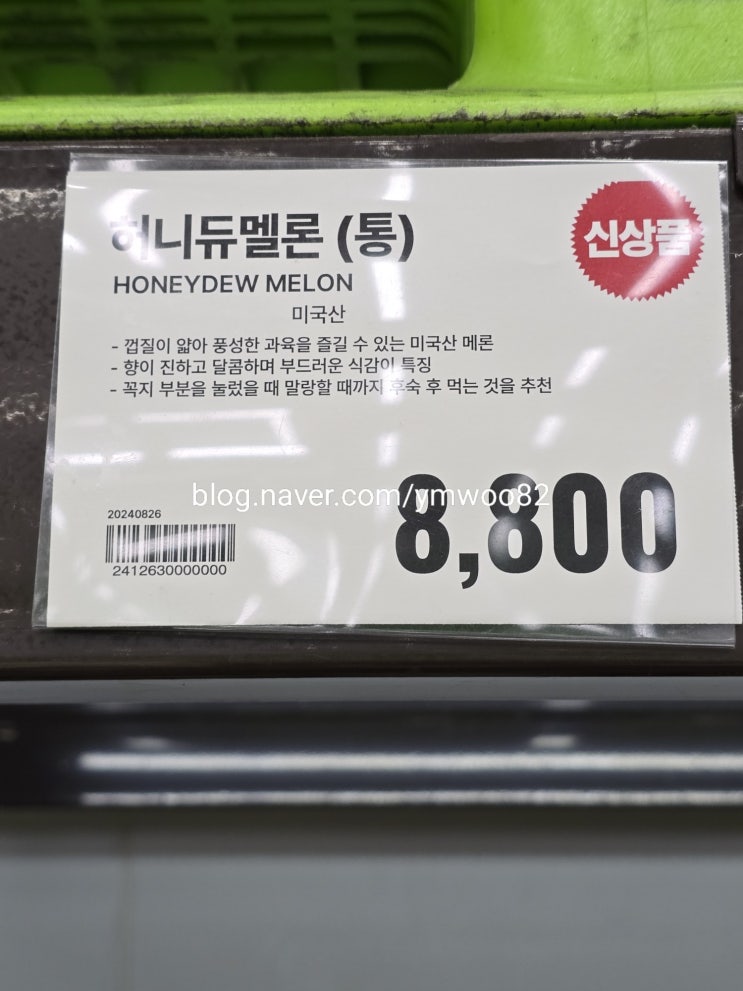 허니듀멜론 (통)
신상품
HONEYDEW MELON
미국산
- 껍질이 얇아 풍성한 과육을 즐길 수 있는 미국산 메론
- 향이 진하고 달콤하며 부드러운 식감이 특징
- 꼭지 부분을 눌렀을 때 말랑할 때까지 후숙 후 먹는 것을 추천
blog.naver.com/ymwoo82
8,800
20240826
2412630000000